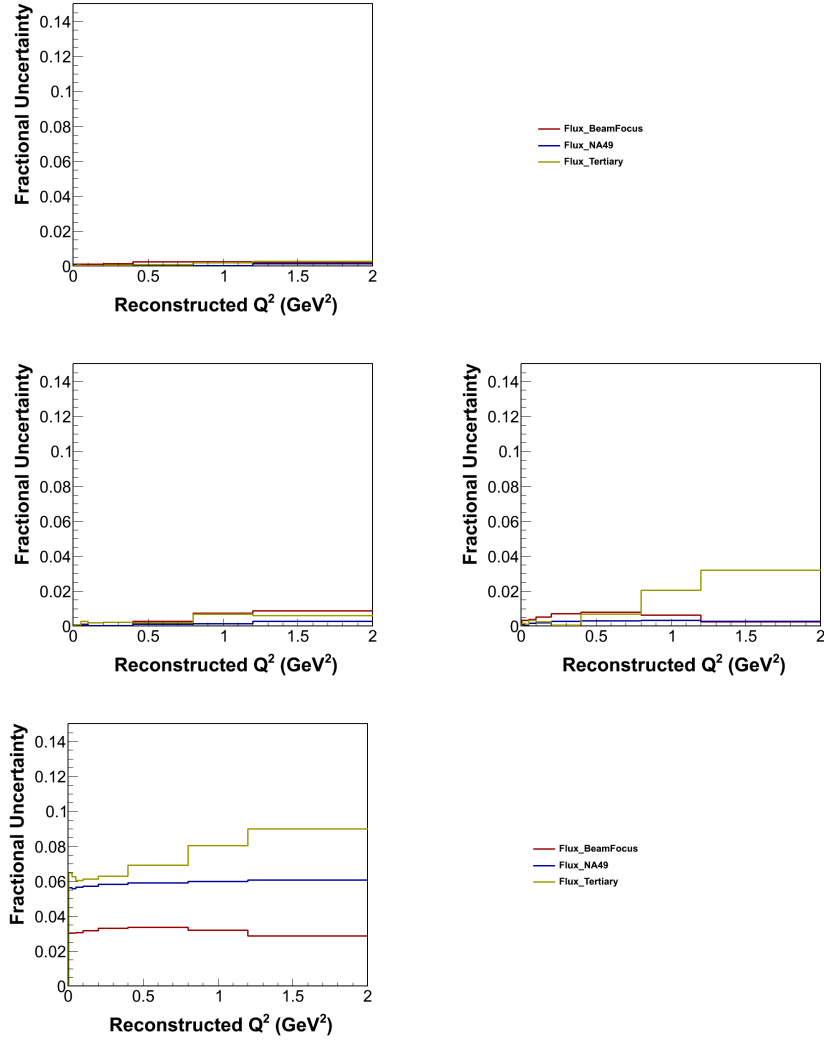 Fractional Uncertainty
0.14
0.12
0.1
0.08
0.06
0.04
0.02
0
0 0.5 1 1.5 2
Reconstructed Q² (GeV²)
Flux_BeamFocus
Flux_NA49
Flux_Tertiary
Fractional Uncertainty
0.14
0.12
0.1
0.08
0.06
0.04
0.02
0
0 0.5 1 1.5 2
Reconstructed Q² (GeV²)
Fractional Uncertainty
0.14
0.12
0.1
0.08
0.06
0.04
0.02
0
0 0.5 1 1.5 2
Reconstructed Q² (GeV²)
Fractional Uncertainty
0.14
0.12
0.1
0.08
0.06
0.04
0.02
0
0 0.5 1 1.5 2
Reconstructed Q² (GeV²)
Flux_BeamFocus
Flux_NA49
Flux_Tertiary